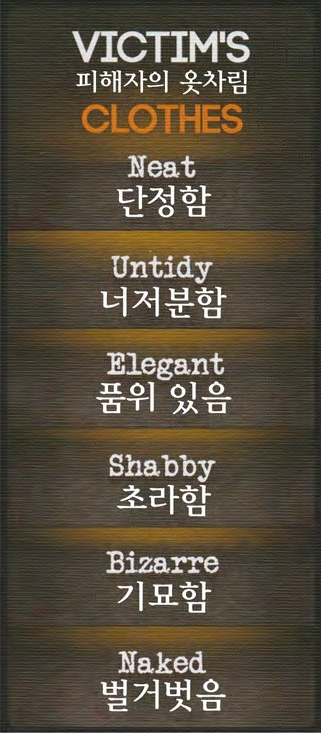 VICTIM'S
피해자의 옷차림
CLOTHES
Neat
단정함
Untidy
너저분함
Elegant
품위 있음
Shabby
초라함
Bizarre
기묘함
Naked
벌거벗음